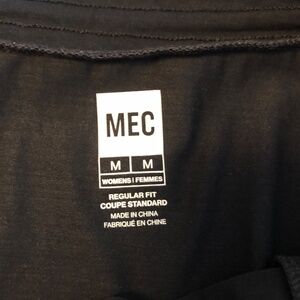 MEC
M M
WOMENS | FEMMES
REGULAR FIT
COUPE STANDARD
MADE IN CHINA
FABRIQUÉ EN CHINE